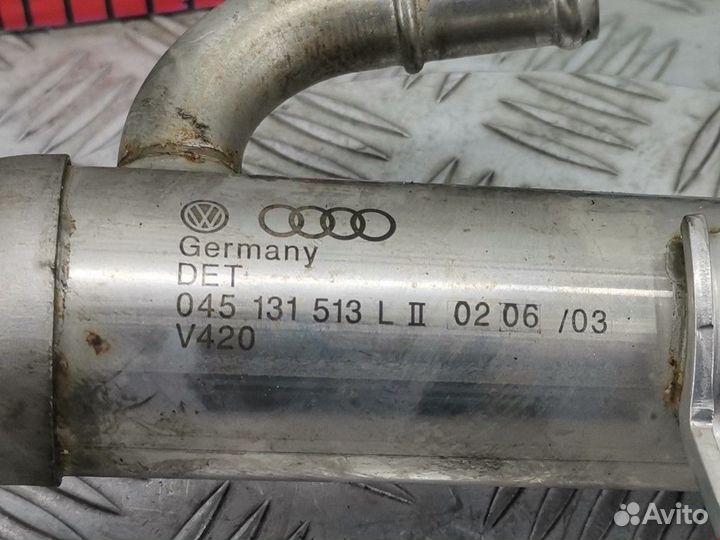 Germany
DET
045 131 513 L II 02 06 /03
V420
Avito